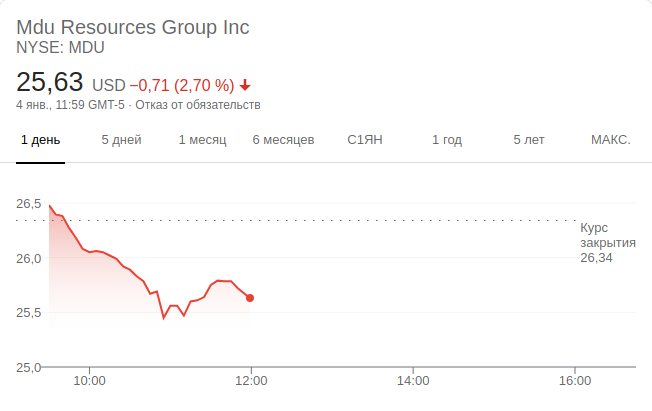 Mdu Resources Group Inc
NYSE: MDU
25,63 USD −0,71 (2,70 %)
4 янв., 11:59 GMT-5 · Отказ от обязательств
1 день 5 дней 1 месяц 6 месяцев С1ЯН 1 год 5 лет МАКС.
26,5
Курс
закрытия
26,0
26,34
25,5
25,0
10:00 12:00 14:00 16:00